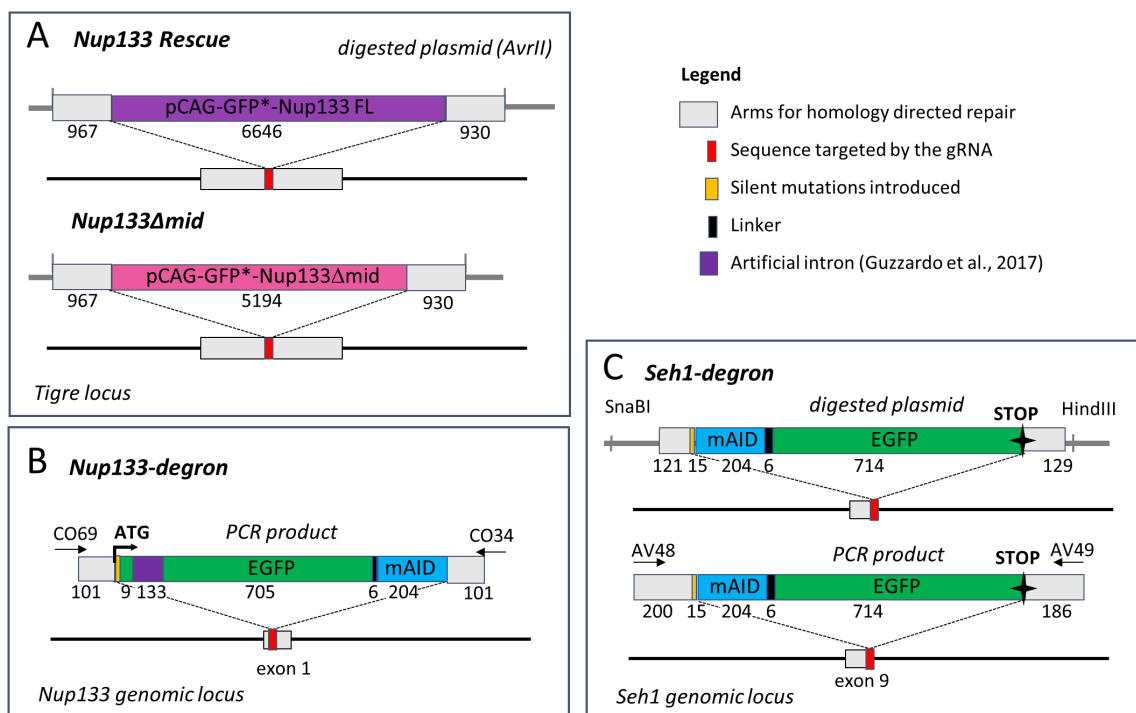 A Nup133 Rescue
digested plasmid (AvrII)
pCAG-GFP*-Nup133 FL
967 6646 930
Nup133Δmid
pCAG-GFP*-Nup133Δmid
967 5194 930
Tigre locus
Legend
Arms for homology directed repair
Sequence targeted by the gRNA
Silent mutations introduced
Linker
Artificial intron (Guzzardo et al., 2017)
B Nup133-degron
CO69 ATG PCR product CO34
EGFP mAID
101 9 133 705 6 204 101
exon 1
Nup133 genomic locus
C Seh1-degron
SnaBI digested plasmid STOP HindIII
mAID EGFP
121 15 204 6 714 129
AV48 PCR product STOP AV49
mAID EGFP
200 15 204 6 714 186
exon 9
Seh1 genomic locus